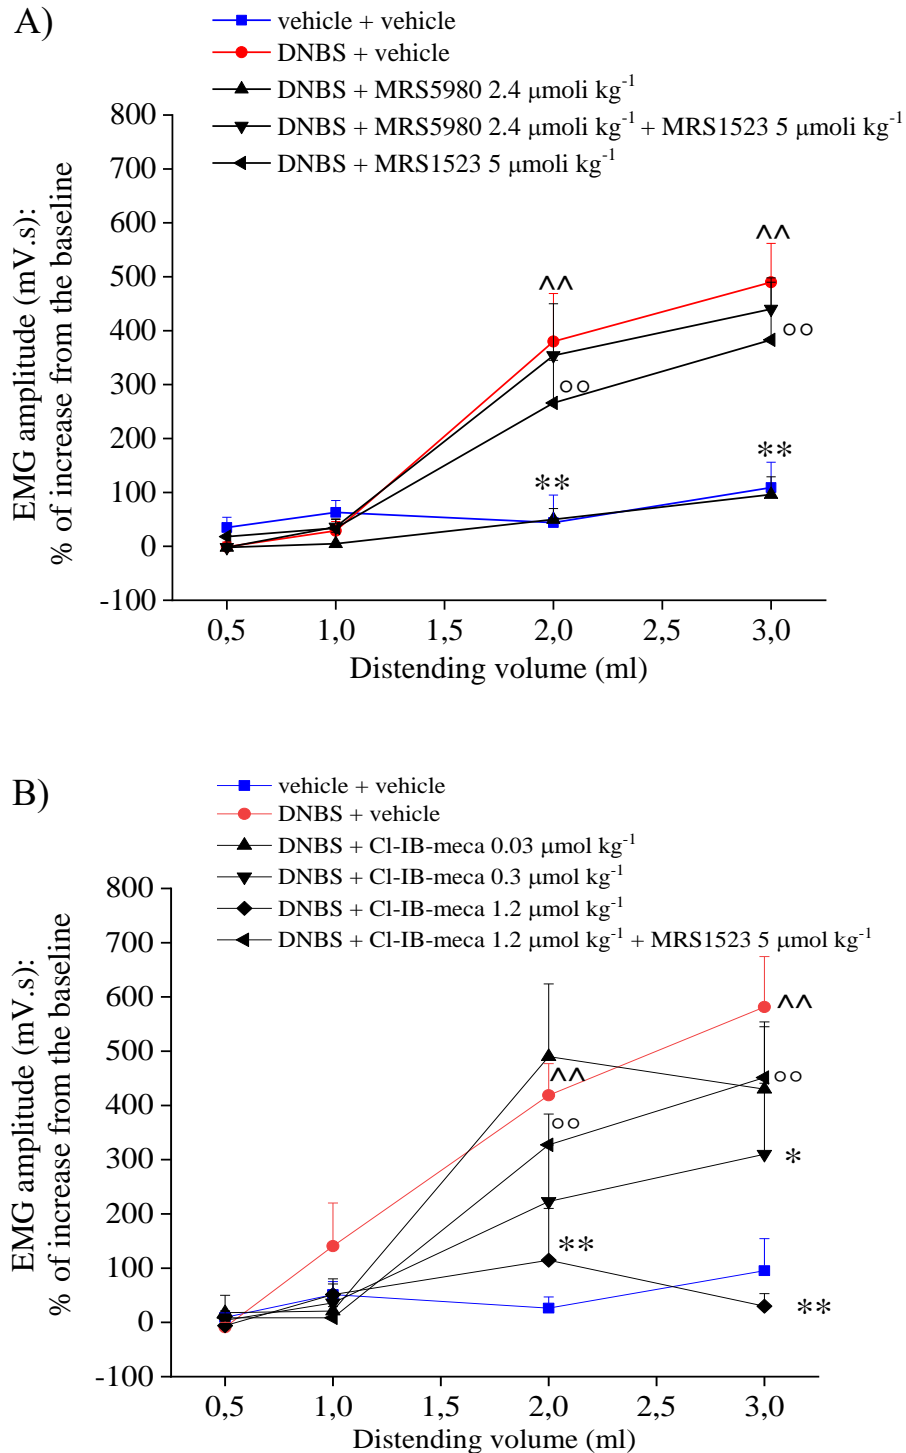 A)
vehicle + vehicle
DNBS + vehicle
DNBS + MRS5980 2.4 μmoli kg⁻¹
DNBS + MRS5980 2.4 μmoli kg⁻¹ + MRS1523 5 μmoli kg⁻¹
DNBS + MRS1523 5 μmoli kg⁻¹
EMG amplitude (mV.s):
% of increase from the baseline
800
700
600
500
400
300
200
100
0
-100
^^
^^
°°
°°
**
**
0,5 1,0 1,5 2,0 2,5 3,0
Distending volume (ml)
B)
vehicle + vehicle
DNBS + vehicle
DNBS + Cl-IB-meca 0.03 μmol kg⁻¹
DNBS + Cl-IB-meca 0.3 μmol kg⁻¹
DNBS + Cl-IB-meca 1.2 μmol kg⁻¹
DNBS + Cl-IB-meca 1.2 μmol kg⁻¹ + MRS1523 5 μmol kg⁻¹
EMG amplitude (mV.s):
% of increase from the baseline
800
700
600
500
400
300
200
100
0
-100
^^
^^
°°
°°
*
**
**
0,5 1,0 1,5 2,0 2,5 3,0
Distending volume (ml)